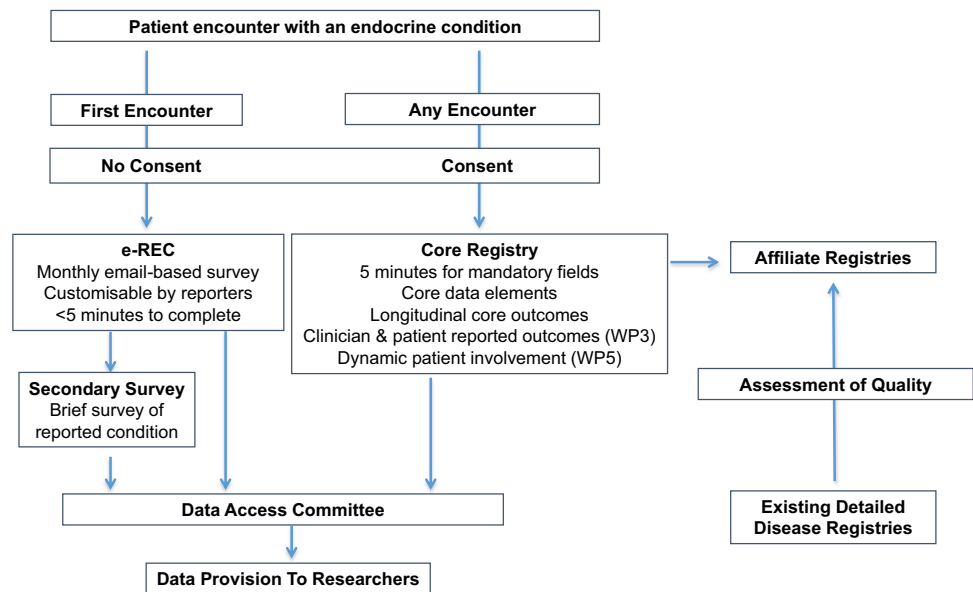 Patient encounter with an endocrine condition
First Encounter
Any Encounter
No Consent
Consent
e-REC
Monthly email-based survey
Customisable by reporters
<5 minutes to complete
Core Registry
5 minutes for mandatory fields
Core data elements
Longitudinal core outcomes
Clinician & patient reported outcomes (WP3)
Dynamic patient involvement (WP5)
Affiliate Registries
Secondary Survey
Brief survey of
reported condition
Assessment of Quality
Data Access Committee
Existing Detailed
Disease Registries
Data Provision To Researchers